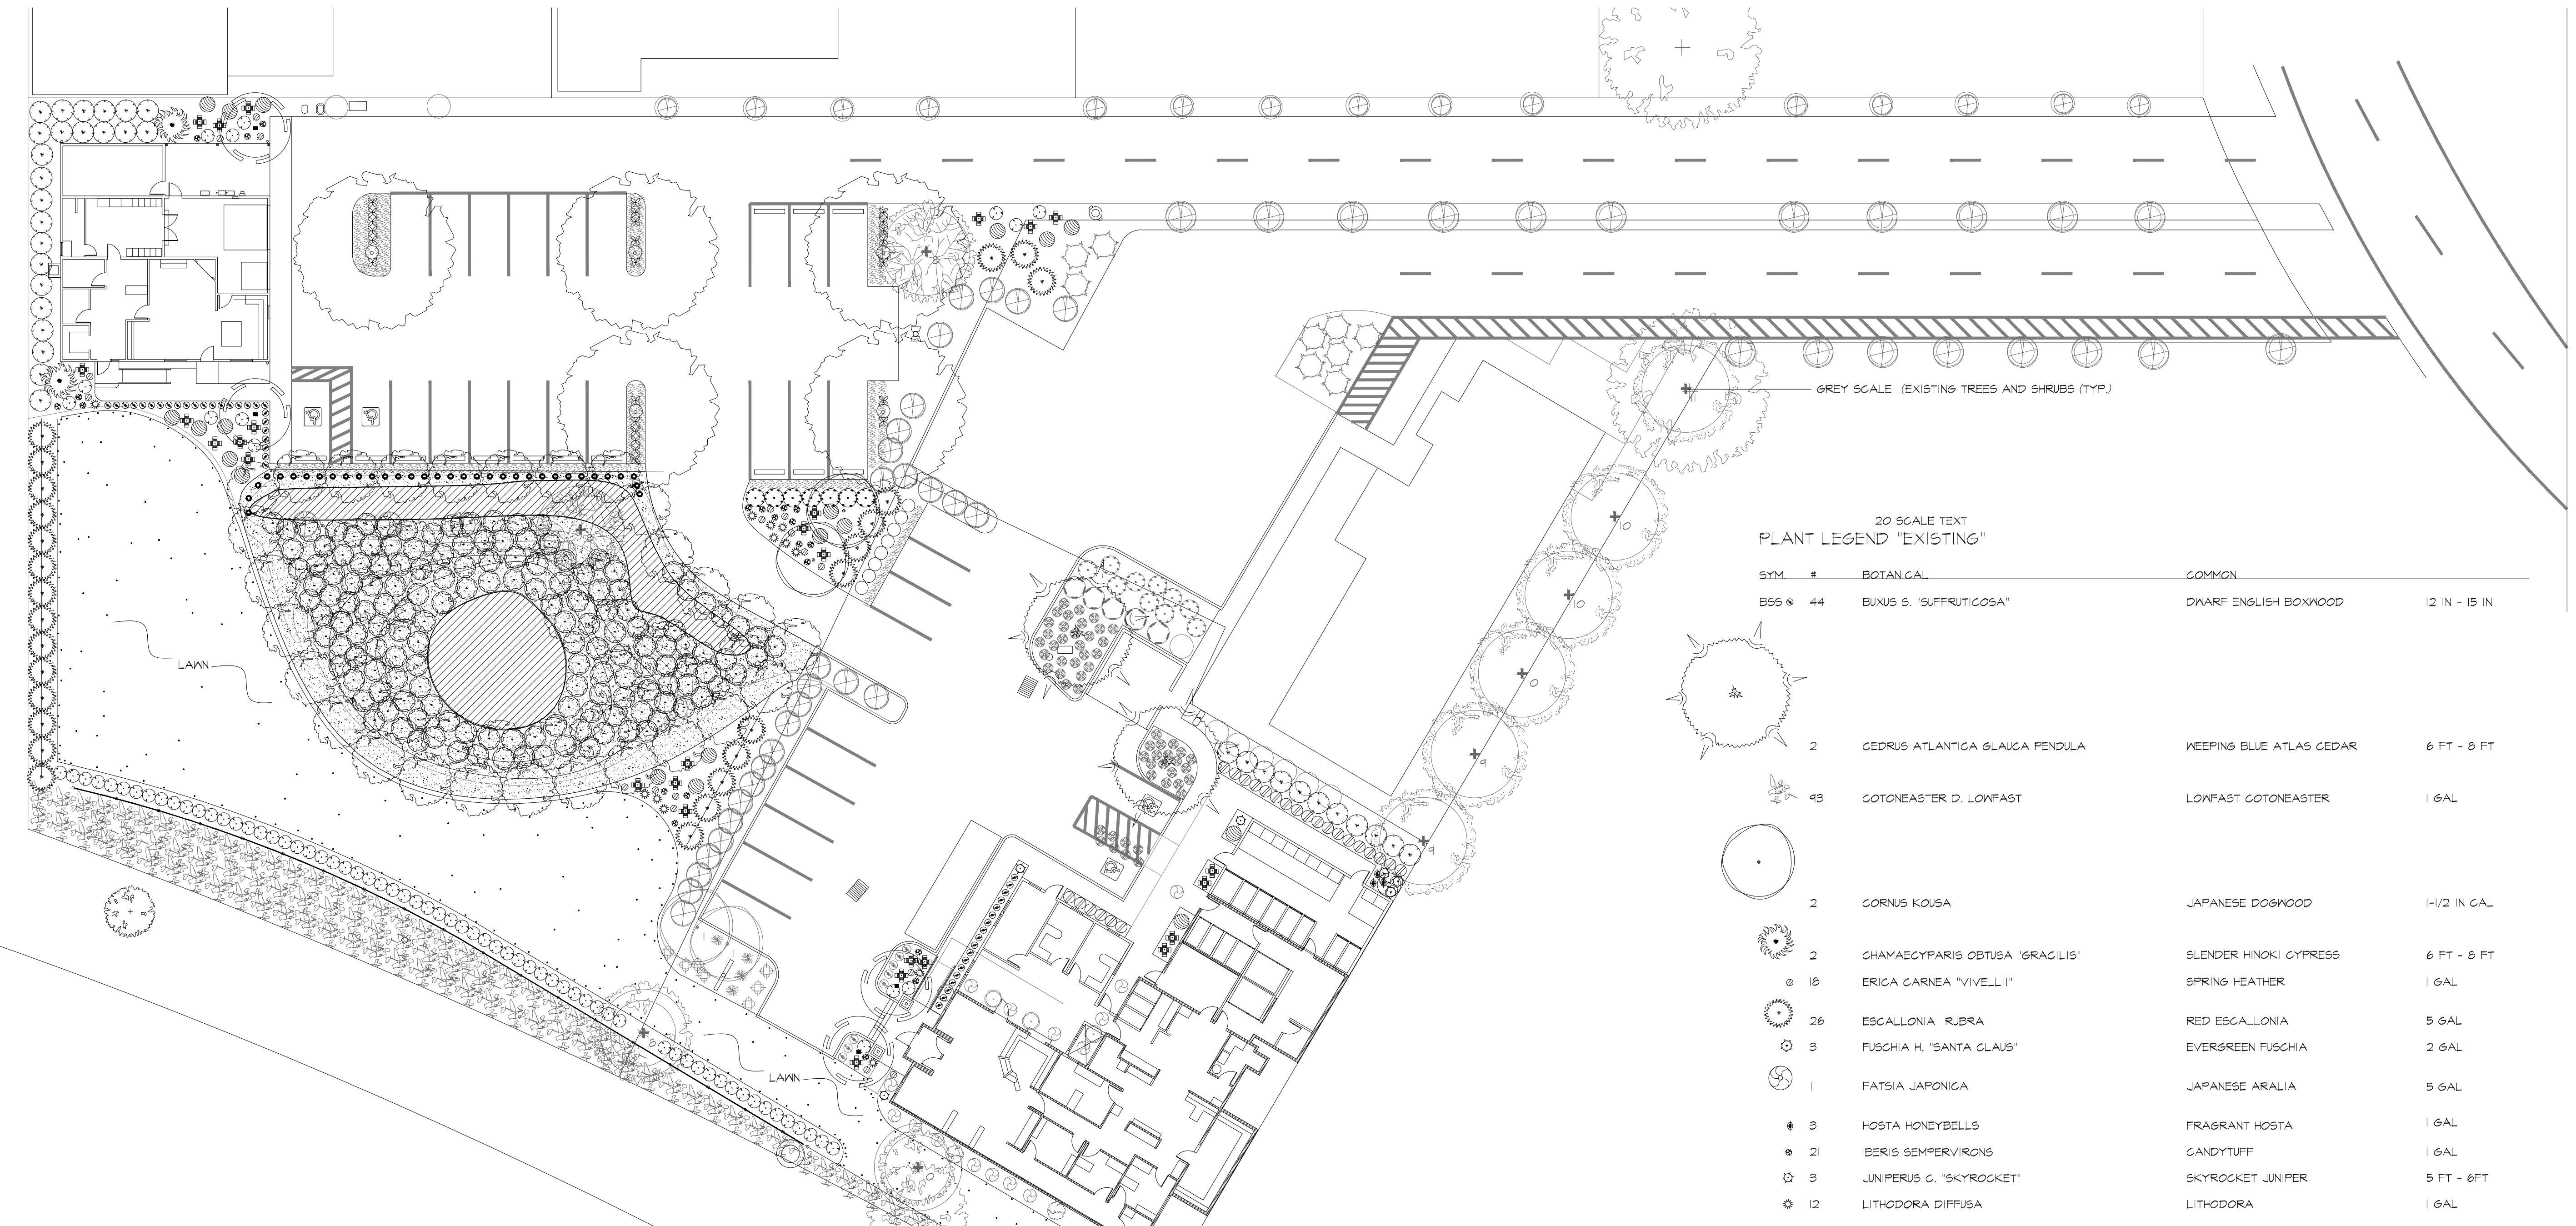 GREY SCALE (EXISTING TREES AND SHRUBS (TYP.)
11
10
10
10
9
9
LAWN
LAWN
20 SCALE TEXT
PLANT LEGEND "EXISTING"
SYM. # BOTANICAL COMMON
BSS 44 BUXUS S. "SUFFRUTICOSA" DWARF ENGLISH BOXWOOD 12 IN - 15 IN
2 CEDRUS ATLANTICA GLAUCA PENDULA WEEPING BLUE ATLAS CEDAR 6 FT - 8 FT
93 COTONEASTER D. LOWFAST LOWFAST COTONEASTER 1 GAL
2 CORNUS KOUSA JAPANESE DOGWOOD 1-1/2 IN CAL
2 CHAMAECYPARIS OBTUSA "GRACILIS" SLENDER HINOKI CYPRESS 6 FT - 8 FT
18 ERICA CARNEA "VIVELLII" SPRING HEATHER 1 GAL
26 ESCALLONIA RUBRA RED ESCALLONIA 5 GAL
3 FUSCHIA H. "SANTA CLAUS" EVERGREEN FUSCHIA 2 GAL
1 FATSIA JAPONICA JAPANESE ARALIA 5 GAL
3 HOSTA HONEYBELLS FRAGRANT HOSTA 1 GAL
21 IBERIS SEMPERVIRONS CANDYTUFF 1 GAL
3 JUNIPERUS C. "SKYROCKET" SKYROCKET JUNIPER 5 FT - 6FT
12 LITHODORA DIFFUSA LITHODORA 1 GAL